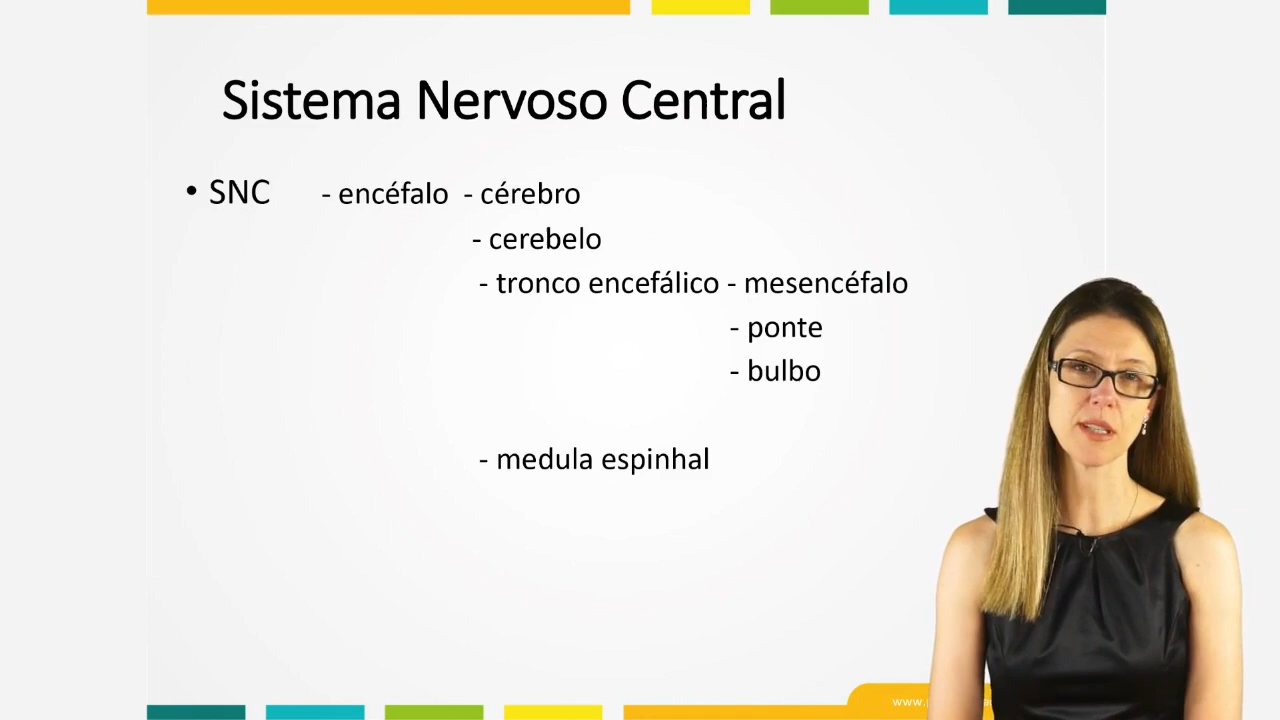 Sistema Nervoso Central
• SNC - encéfalo - cérebro
- cerebelo
- tronco encefálico - mesencéfalo
- ponte
- bulbo
- medula espinhal